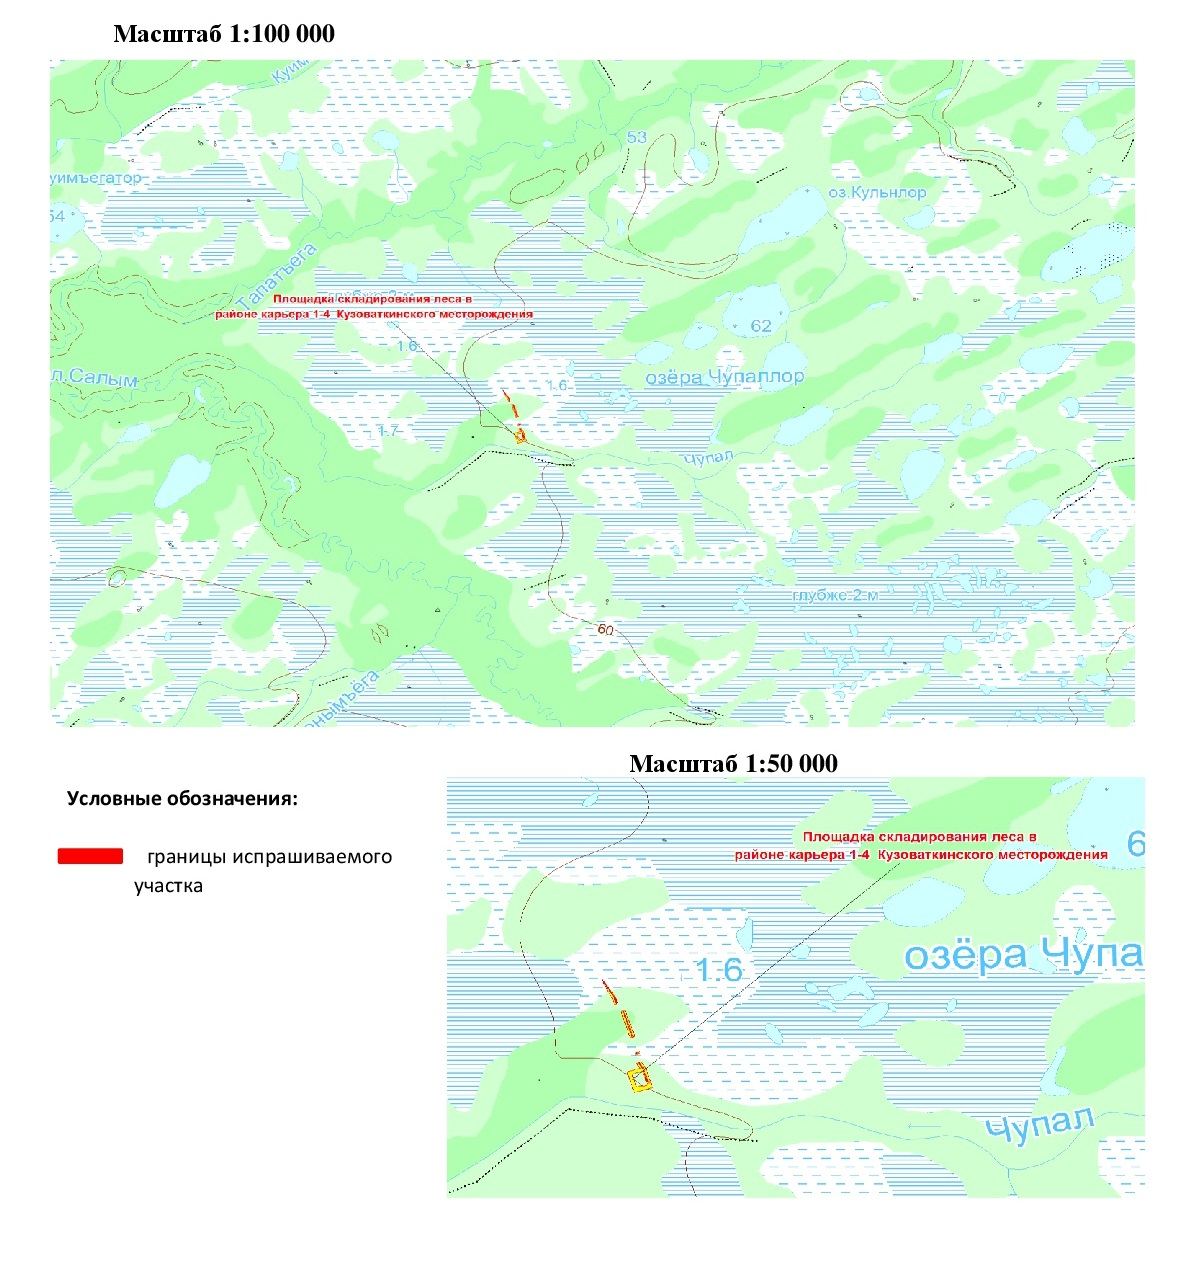 Масштаб 1:100 000
53
уимъегатор
оз.Кульнлор
54
Тапатъега
Площадка складирования леса в
районе карьера 1-4 Кузоваткинского месторождения
62
1.6
л.Салым
1.6
озёра Чупаллор
1.7
Чупал
глубже 2 м
60
Масштаб 1:50 000
Условные обозначения:
границы испрашиваемого
участка
Площадка складирования леса в
районе карьера 1-4 Кузоваткинского месторождения
6
1.6
озёра Чупа
Чупал